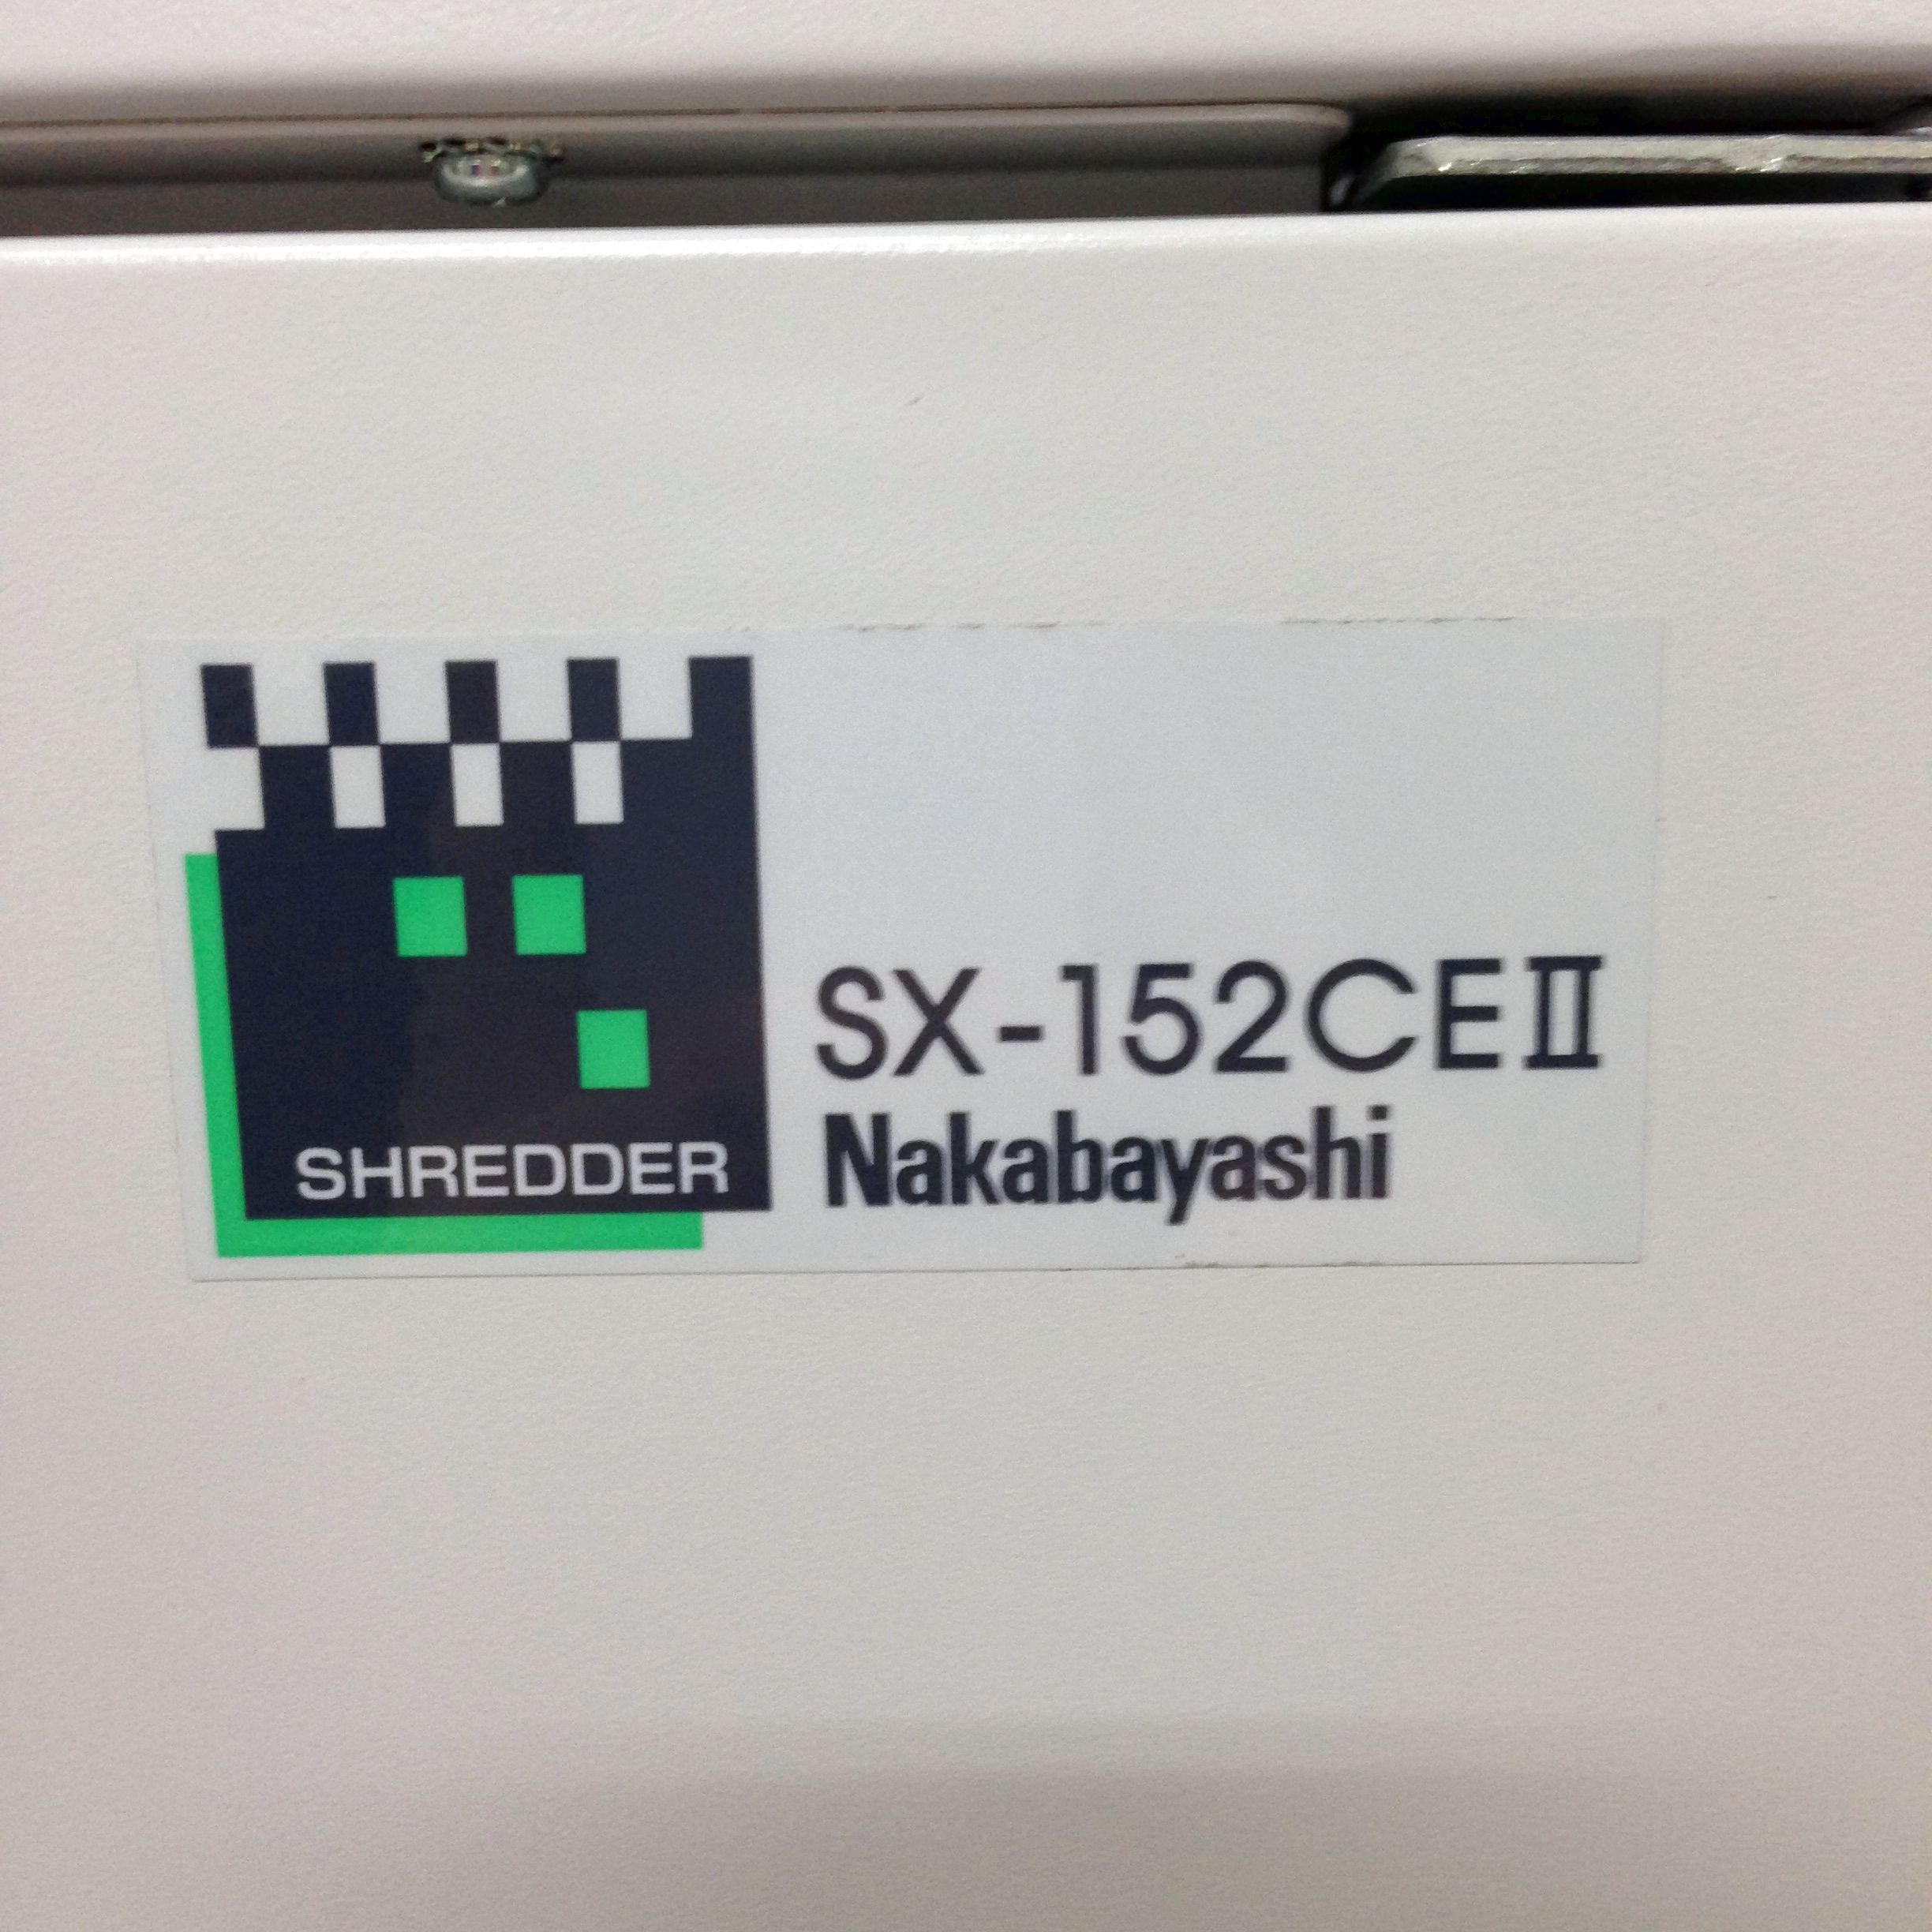 SHREDDER
SX-152CEⅡ
Nakabayashi